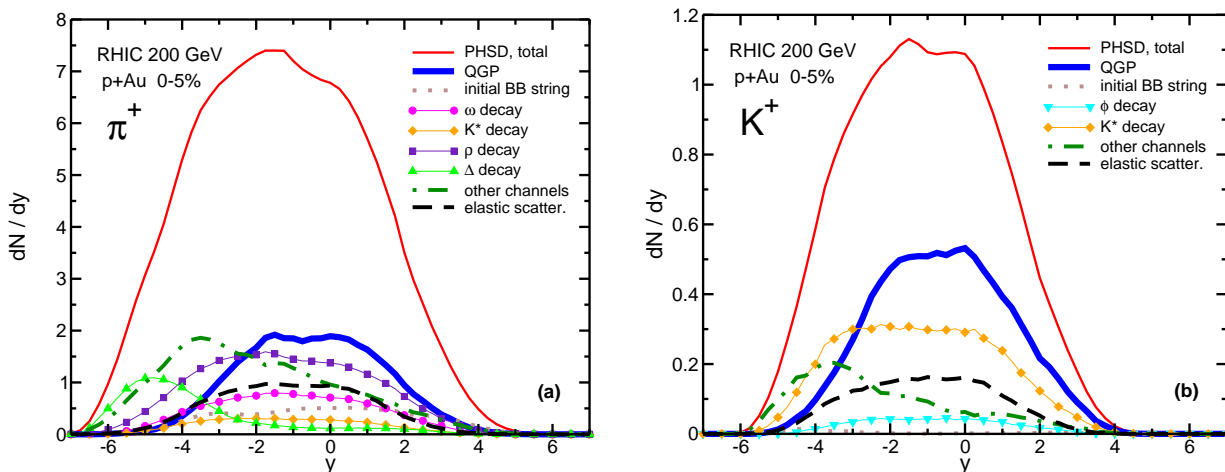 RHIC 200 GeV
p+Au 0-5%
π+
PHSD, total
QGP
initial BB string
ω decay
K* decay
ρ decay
Δ decay
other channels
elastic scatter.
(a)
dN / dy
8
7
6
5
4
3
2
1
0
-6 -4 -2 0 2 4 6
y
RHIC 200 GeV
p+Au 0-5%
K+
PHSD, total
QGP
initial BB string
ϕ decay
K* decay
other channels
elastic scatter.
(b)
dN / dy
1.2
1
0.8
0.6
0.4
0.2
0
-6 -4 -2 0 2 4 6
y